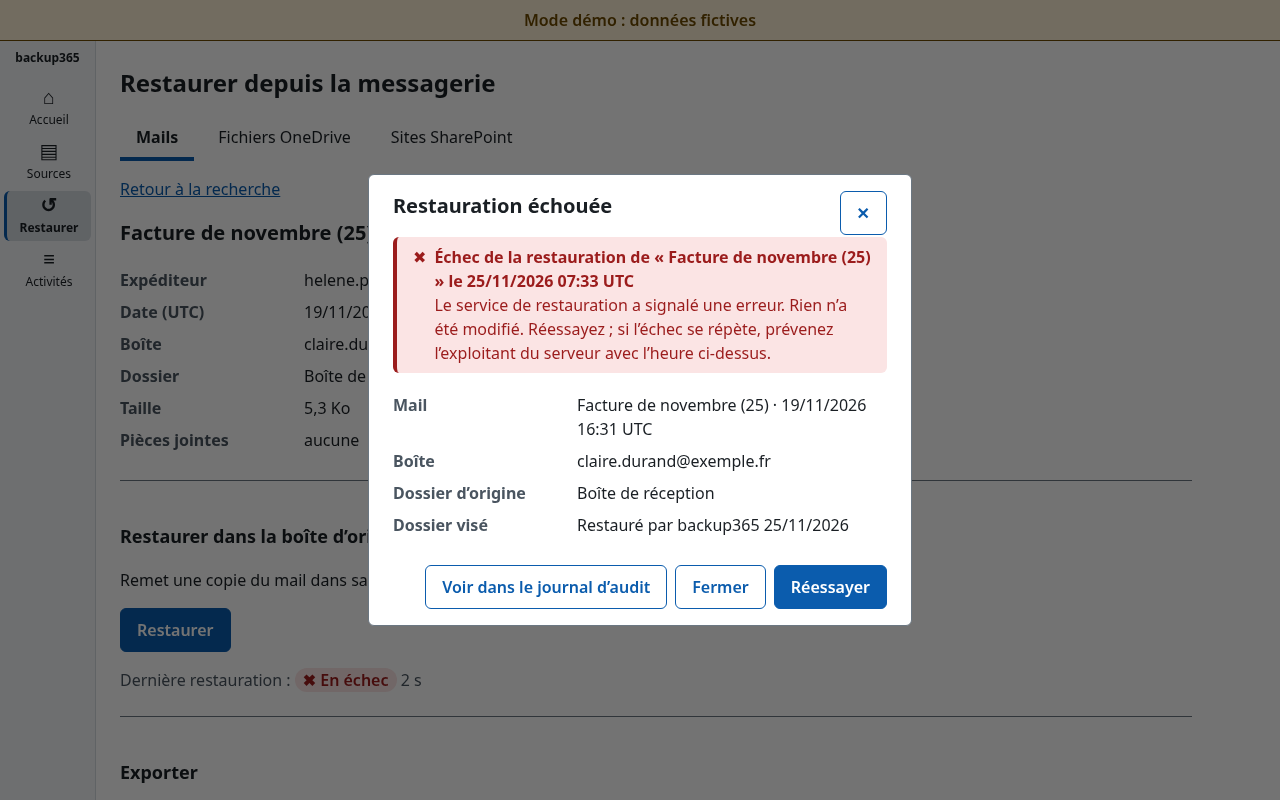 Mode démo : données fictives
backup365
Accueil
Sources
Restaurer
Activités
Restaurer depuis la messagerie
Mails
Fichiers OneDrive
Sites SharePoint
Retour à la recherche
Facture de novembre (25)
Expéditeur helene.p
Date (UTC) 19/11/20
Boîte claire.du
Dossier Boîte de
Taille 5,3 Ko
Pièces jointes aucune
Restaurer dans la boîte d’ori
Remet une copie du mail dans sa
Restaurer
Dernière restauration : ✖ En échec 2 s
Exporter
Restauration échouée
×
✖ Échec de la restauration de « Facture de novembre (25)
» le 25/11/2026 07:33 UTC
Le service de restauration a signalé une erreur. Rien n’a
été modifié. Réessayez ; si l’échec se répète, prévenez
l’exploitant du serveur avec l’heure ci-dessus.
Mail Facture de novembre (25) · 19/11/2026
16:31 UTC
Boîte claire.durand@exemple.fr
Dossier d’origine Boîte de réception
Dossier visé Restauré par backup365 25/11/2026
Voir dans le journal d’audit
Fermer
Réessayer